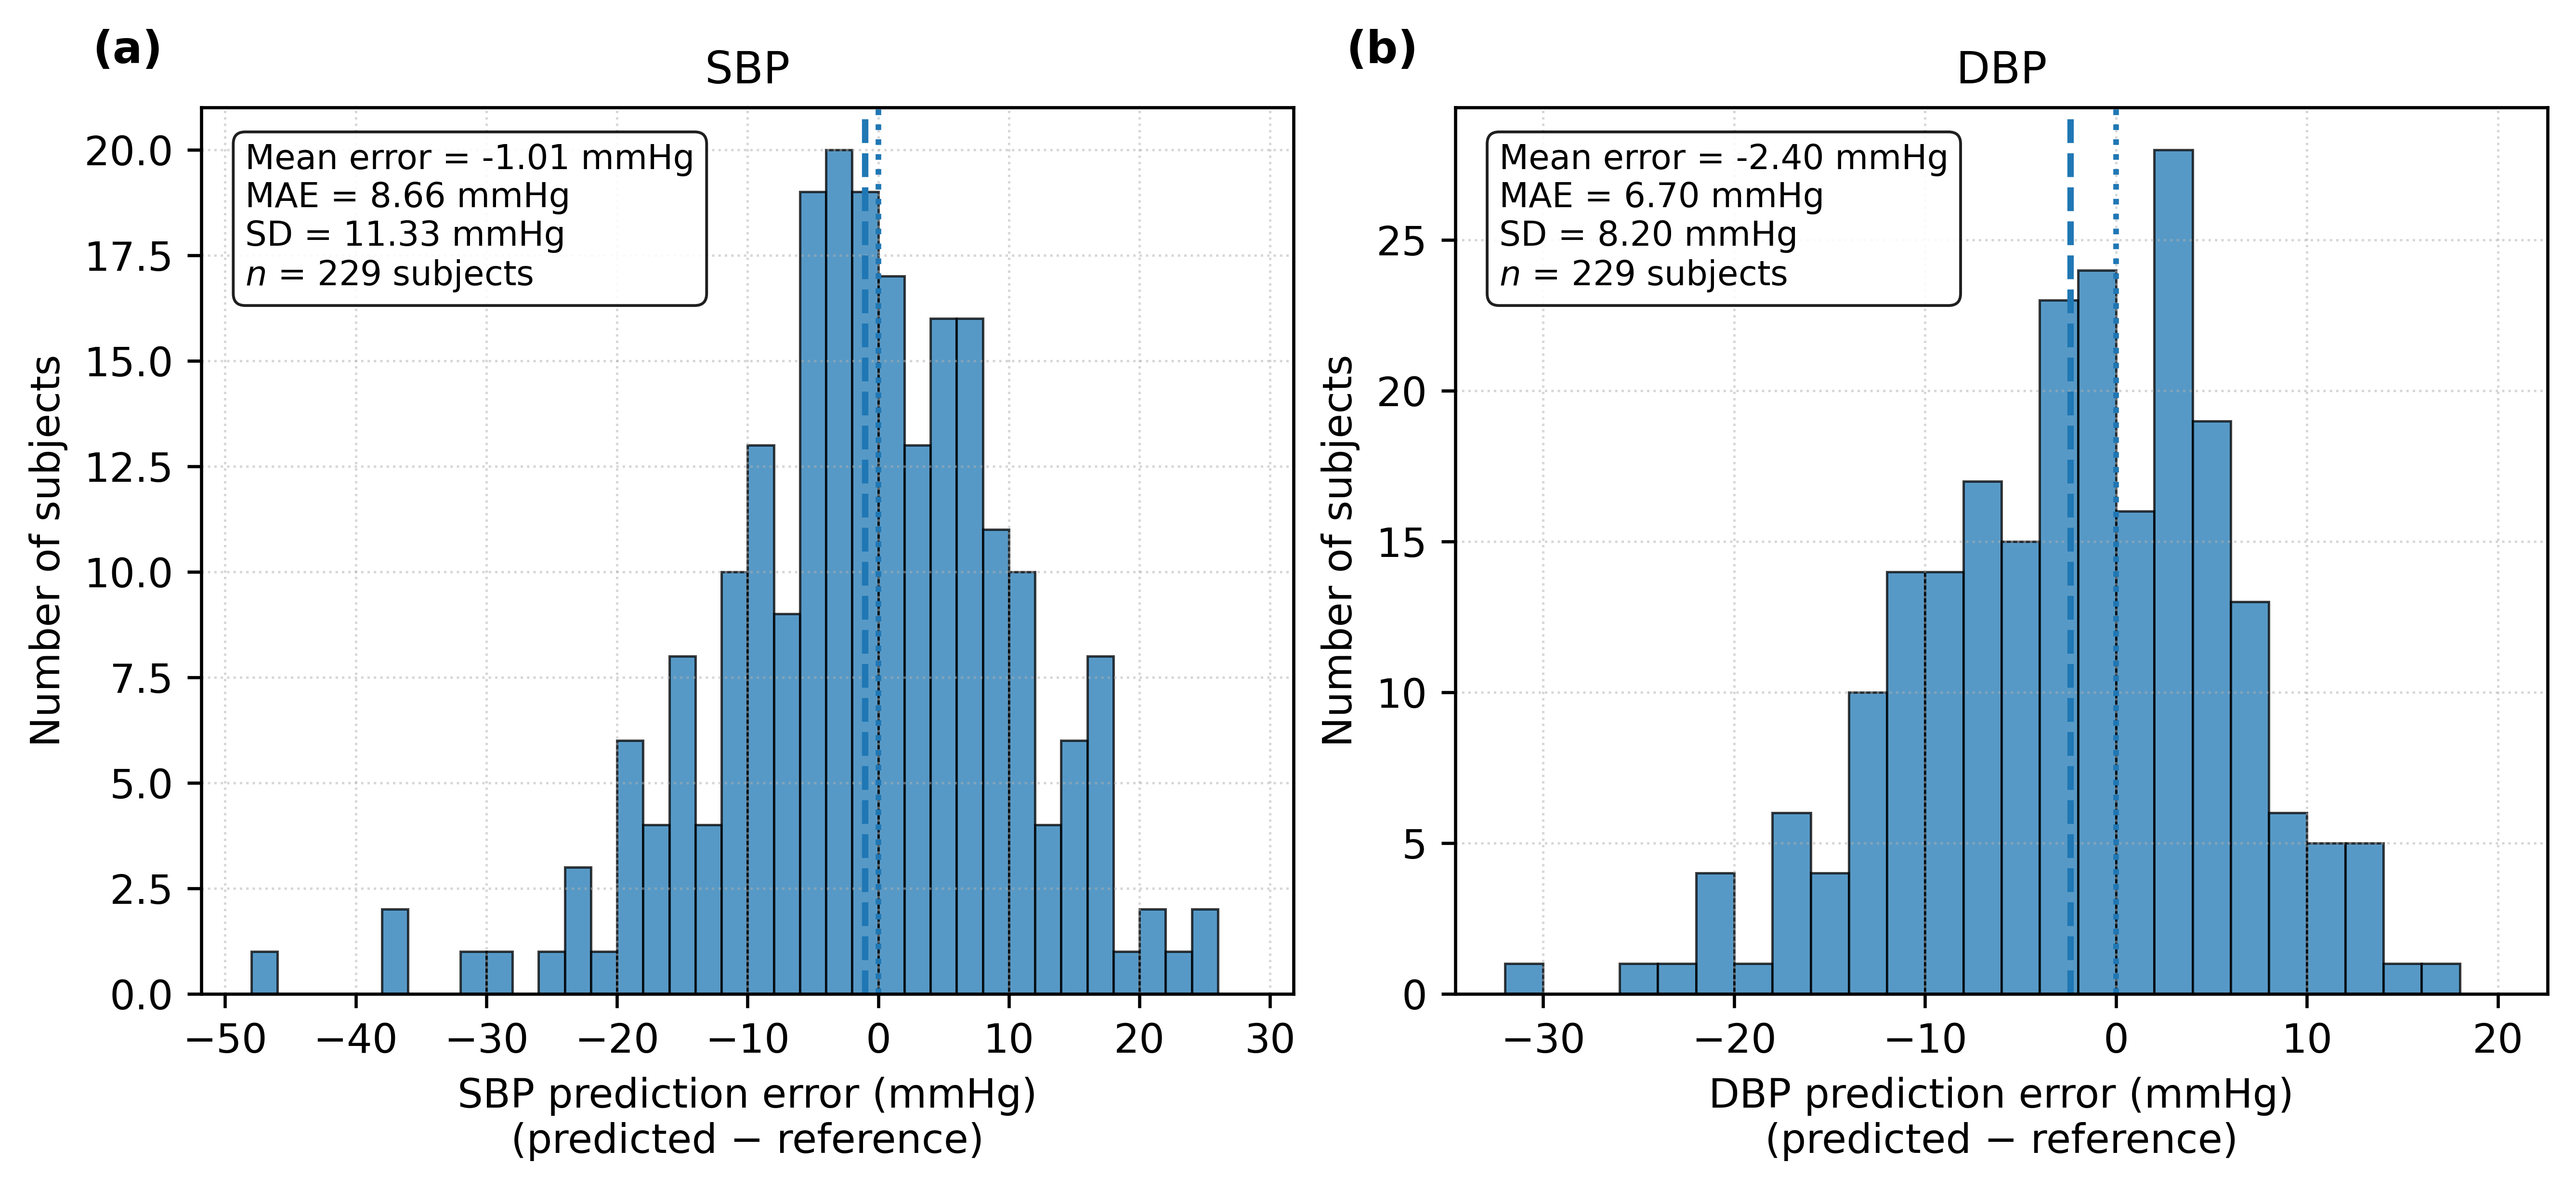 (a)
SBP
Mean error = -1.01 mmHg
MAE = 8.66 mmHg
SD = 11.33 mmHg
n = 229 subjects
Number of subjects
20.0
17.5
15.0
12.5
10.0
7.5
5.0
2.5
0.0
−50 −40 −30 −20 −10 0 10 20 30
SBP prediction error (mmHg)
(predicted − reference)
(b)
DBP
Mean error = -2.40 mmHg
MAE = 6.70 mmHg
SD = 8.20 mmHg
n = 229 subjects
Number of subjects
25
20
15
10
5
0
−30 −20 −10 0 10 20
DBP prediction error (mmHg)
(predicted − reference)